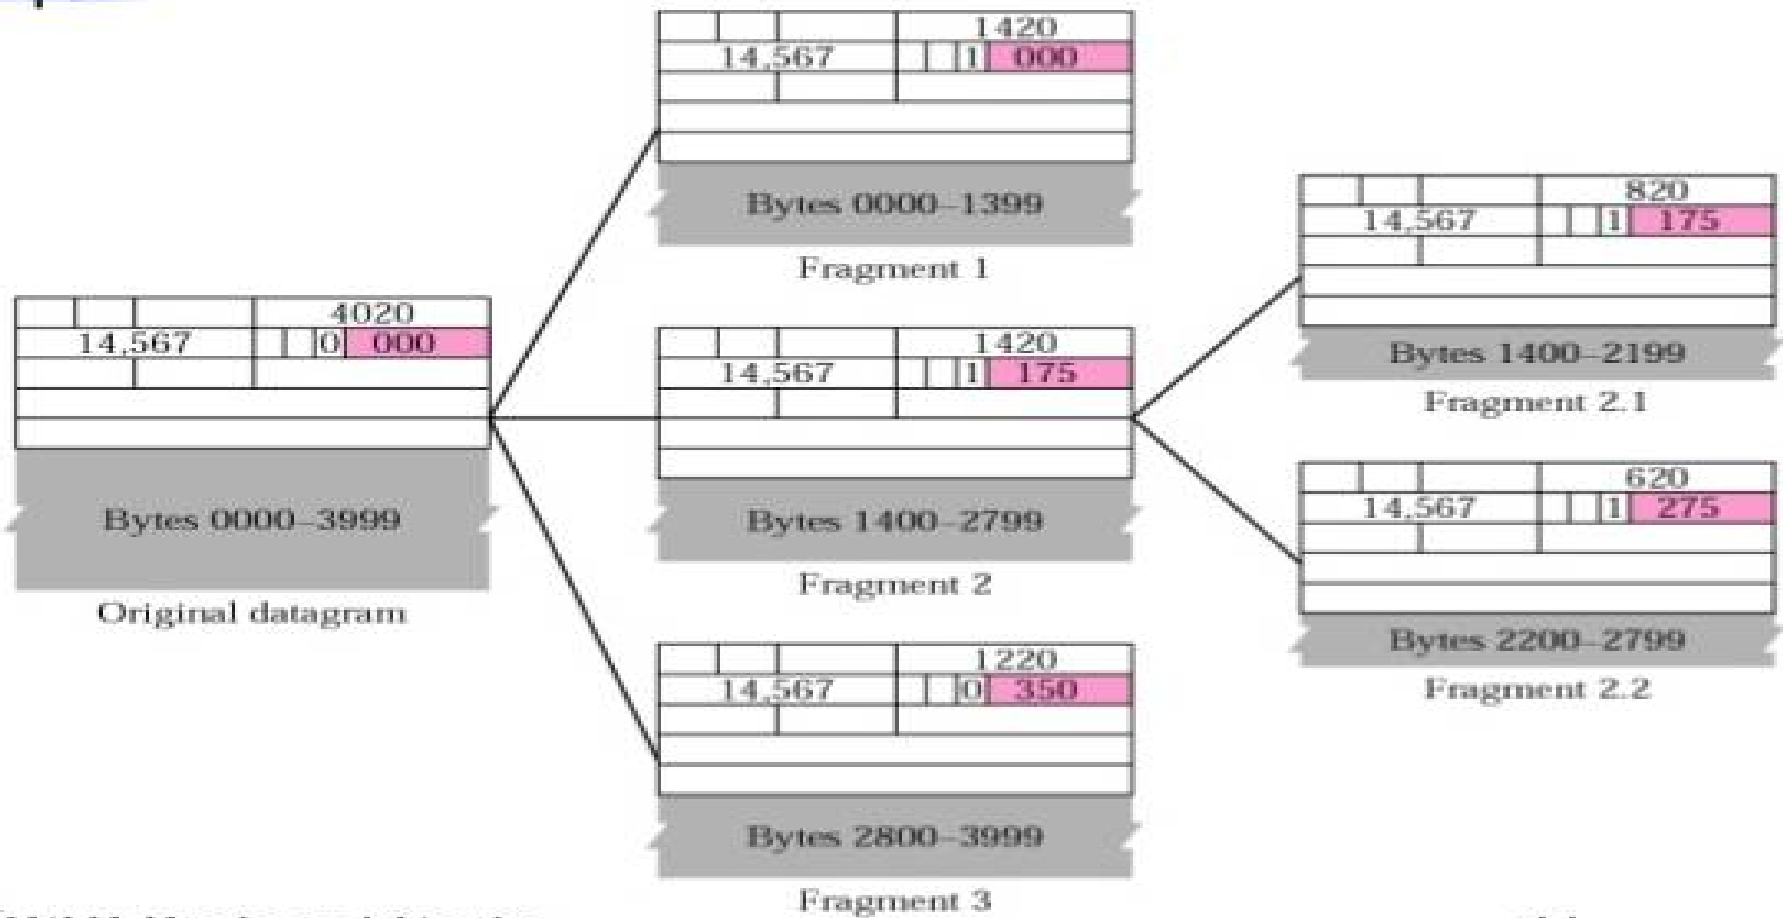 4020
14,567 0 000
Bytes 0000–3999
Original datagram
1420
14,567 1 000
Bytes 0000–1399
Fragment 1
1420
14,567 1 175
Bytes 1400–2799
Fragment 2
1220
14,567 0 350
Bytes 2800–3999
Fragment 3
820
14,567 1 175
Bytes 1400–2199
Fragment 2.1
620
14,567 1 275
Bytes 2200–2799
Fragment 2.2